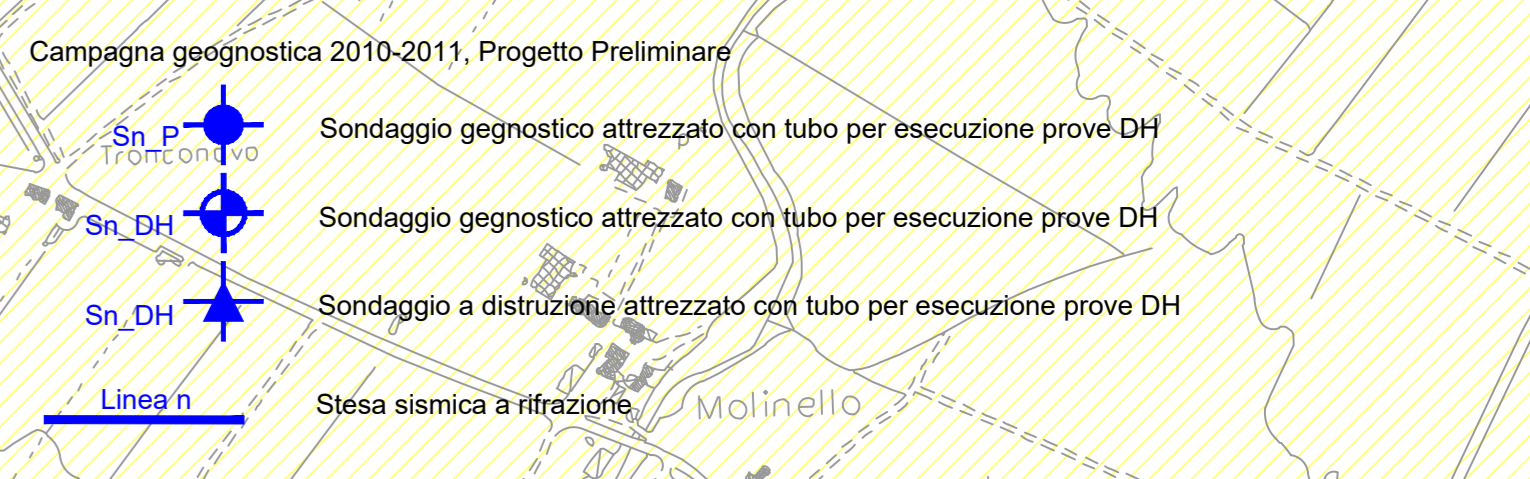 Campagna geognostica 2010-2011, Progetto Preliminare
Sn_P Sondaggio gegnostico attrezzato con tubo per esecuzione prove DH
Tronconovo
P
Sn_DH Sondaggio gegnostico attrezzato con tubo per esecuzione prove DH
Sn_DH Sondaggio a distruzione attrezzato con tubo per esecuzione prove DH
Linea n Stesa sismica a rifrazione
Molinello